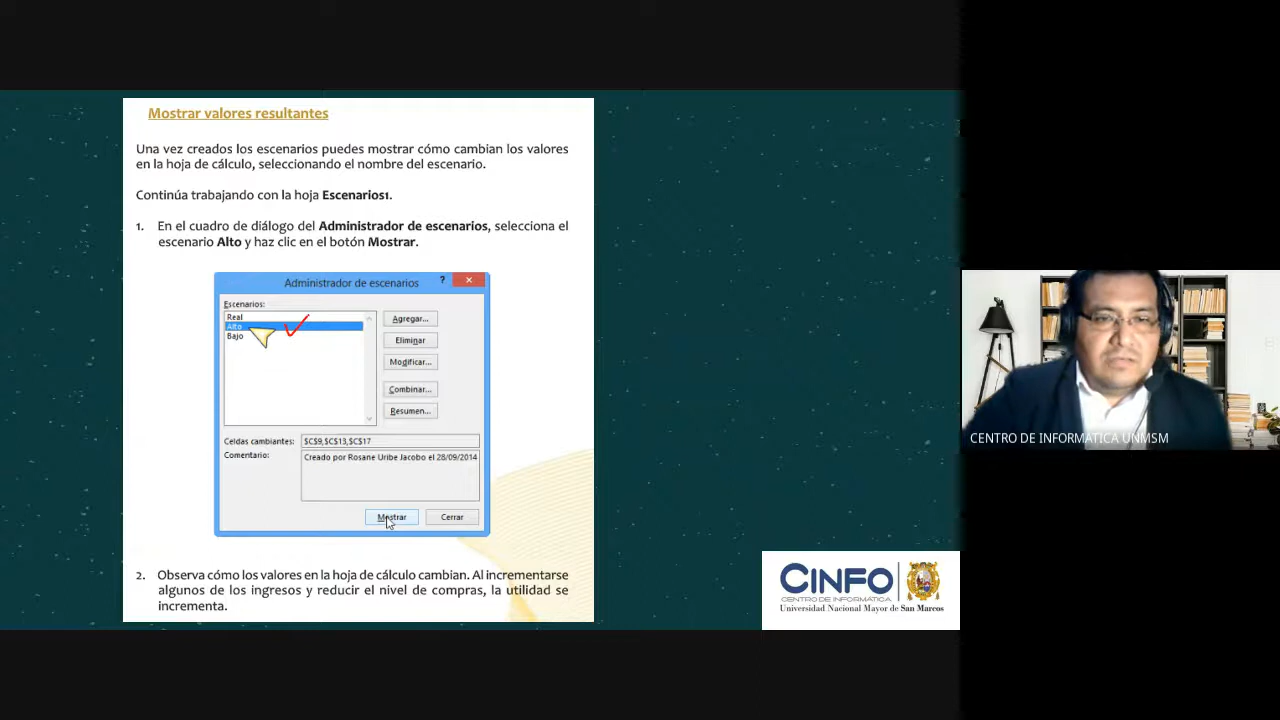 Mostrar valores resultantes
Una vez creados los escenarios puedes mostrar cómo cambian los valores
en la hoja de cálculo, seleccionando el nombre del escenario.
Continúa trabajando con la hoja Escenarios1.
1. En el cuadro de diálogo del Administrador de escenarios, selecciona el
escenario Alto y haz clic en el botón Mostrar.
Administrador de escenarios ?
Escenarios:
Real
Alto
Bajo
Agregar...
Eliminar
Modificar...
Combinar...
Resumen...
Celdas cambiantes: $C$9,$C$13,$C$17
Comentario: Creado por Rosane Uribe Jacobo el 28/09/2014
Mostrar Cerrar
2. Observa cómo los valores en la hoja de cálculo cambian. Al incrementarse
algunos de los ingresos y reducir el nivel de compras, la utilidad se
incrementa.
CENTRO DE INFORMATICA UNMSM
CINFO
CENTRO DE INFORMÁTICA
Universidad Nacional Mayor de San Marcos